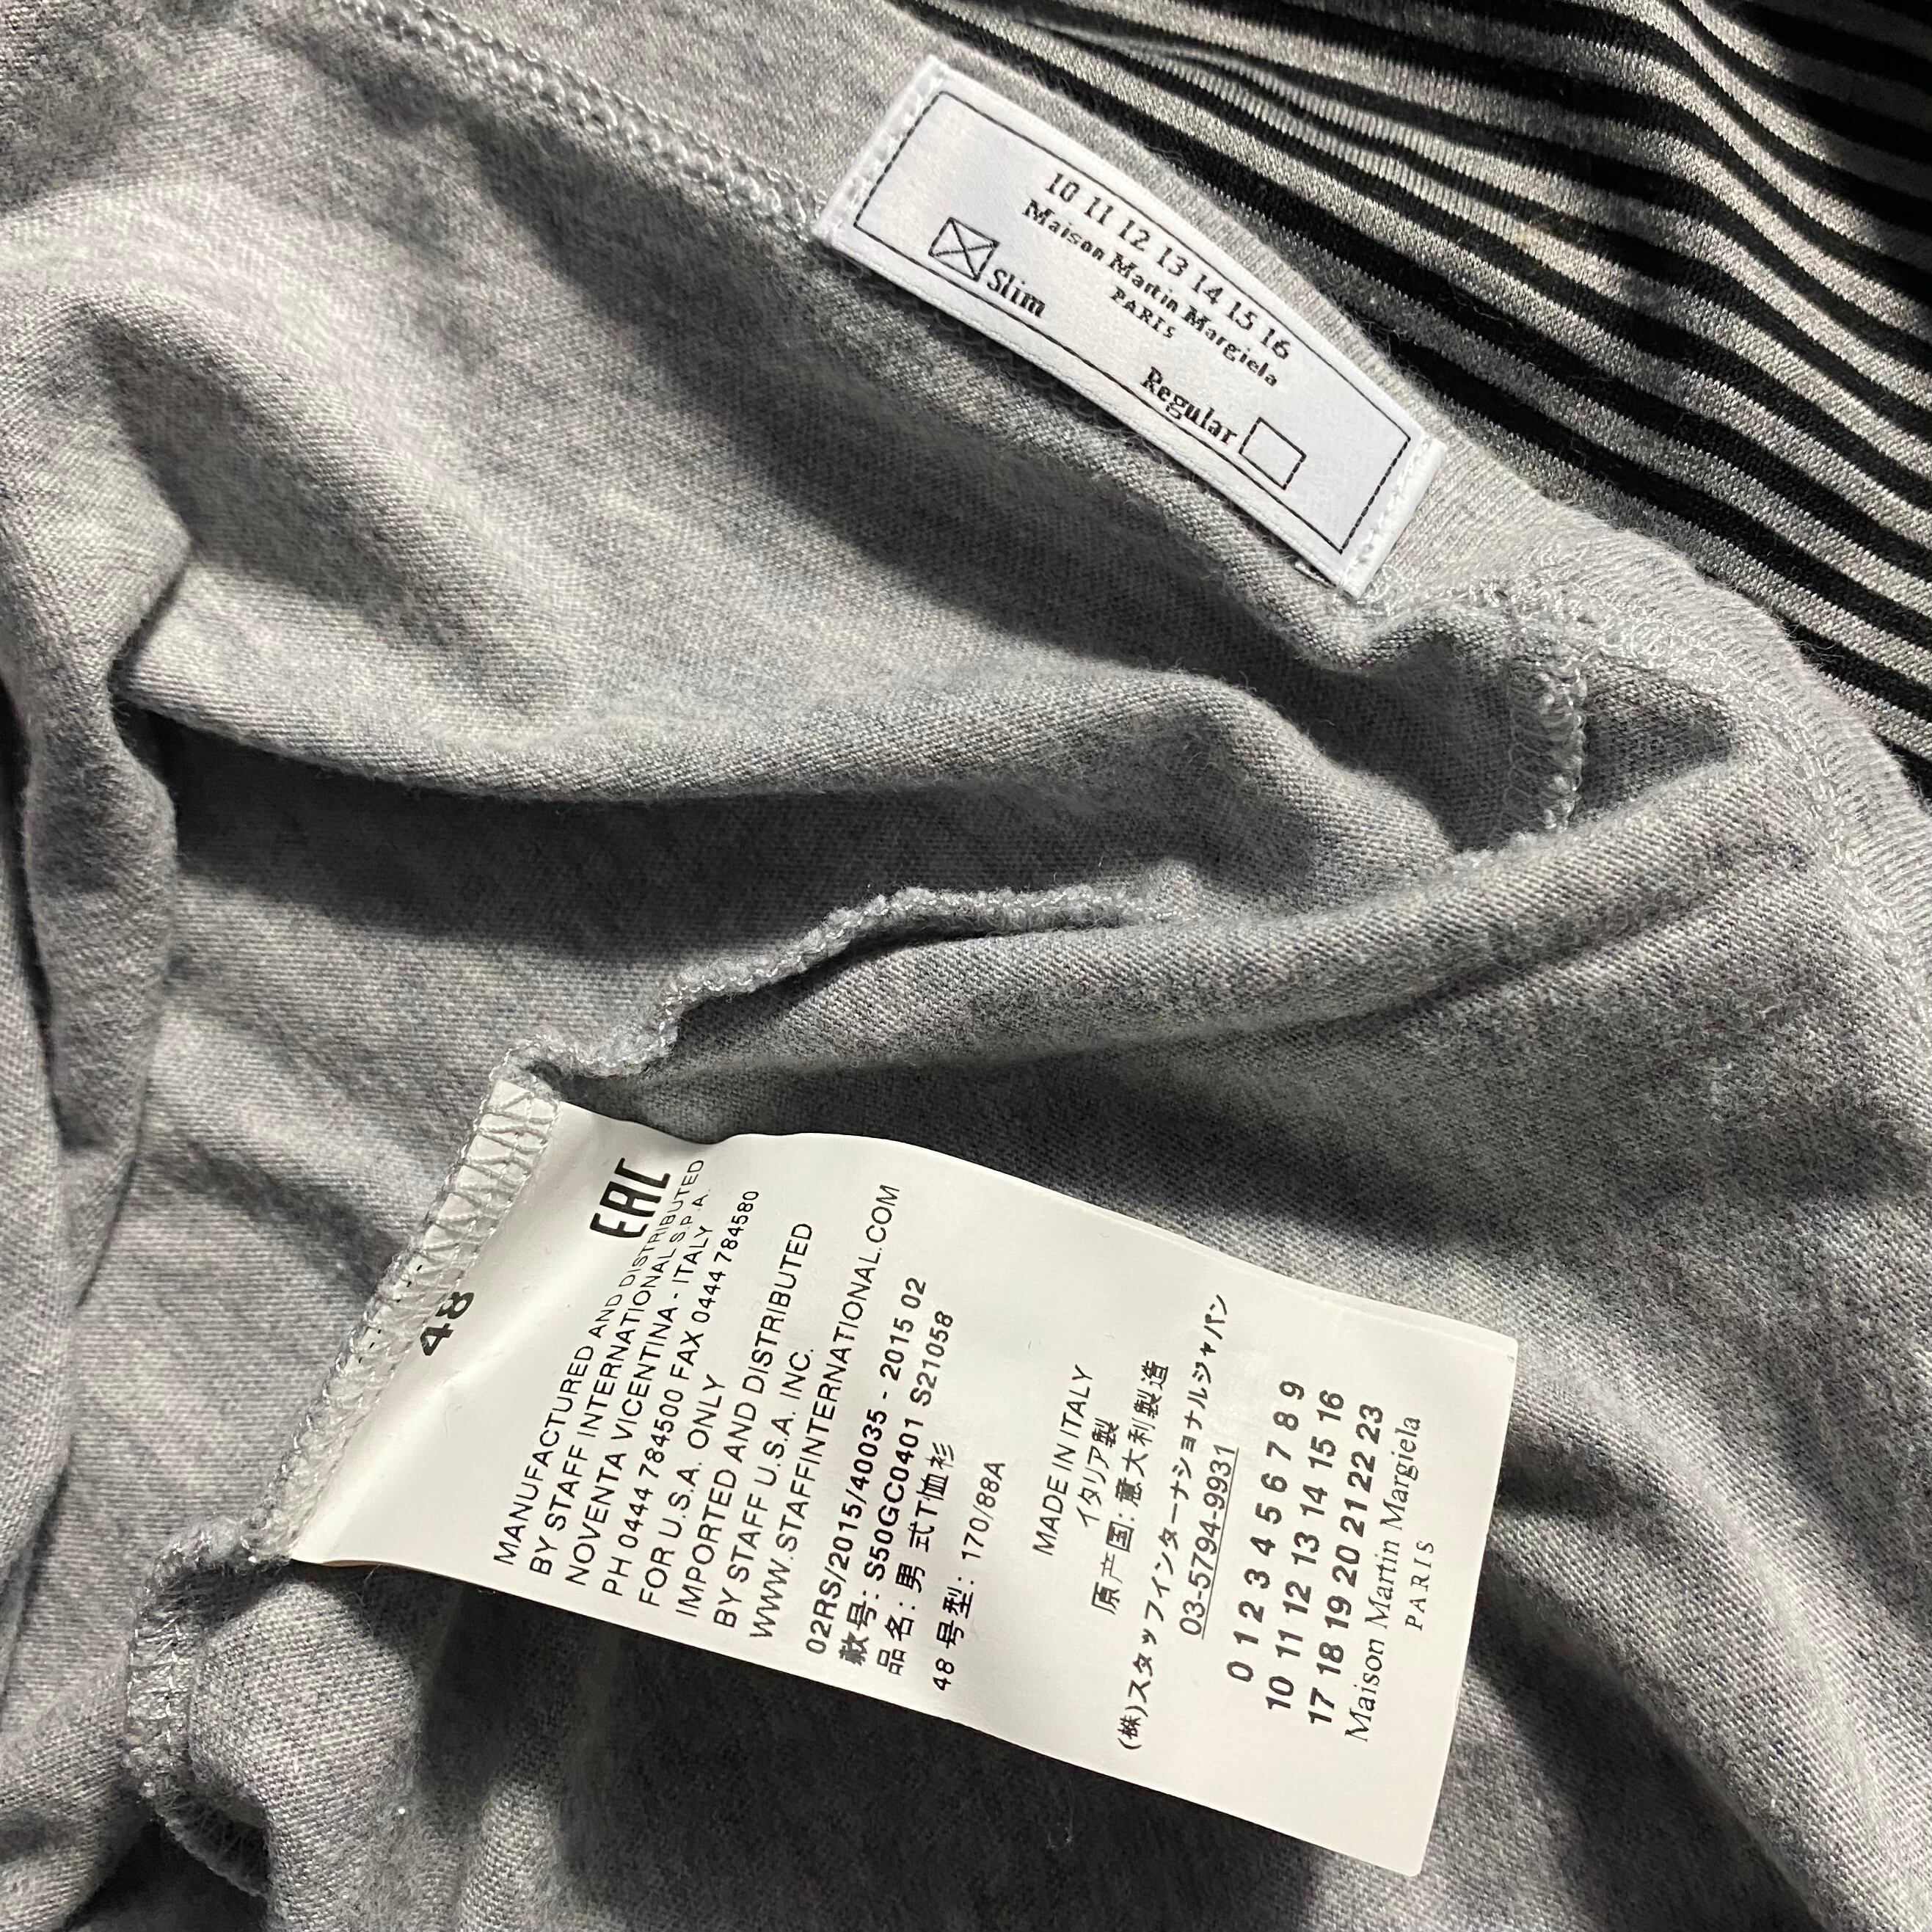 10 11 12 13 14 15 16
Maison Martin Margiela
PARIS
Slim
Regular
48
EAC
MANUFACTURED AND DISTRIBUTED
BY STAFF INTERNATIONAL S.P.A.
NOVENTA VICENTINA - ITALY
PH 0444 784500 FAX 0444 784580
FOR U.S.A. ONLY
IMPORTED AND DISTRIBUTED
BY STAFF U.S.A. INC.
WWW.STAFFINTERNATIONAL.COM
02RS/2015/40035 - 2015 02
款号: S50GC0401 S21058
品名: 男 式T恤衫
48 号型: 170/88A
MADE IN ITALY
イタリア製
原产国: 意大利製造
(株)スタッフインターナショナルジャパン
03-5794-9931
0 1 2 3 4 5 6 7 8 9
10 11 12 13 14 15 16
17 18 19 20 21 22 23
Maison Martin Margiela
PARIS